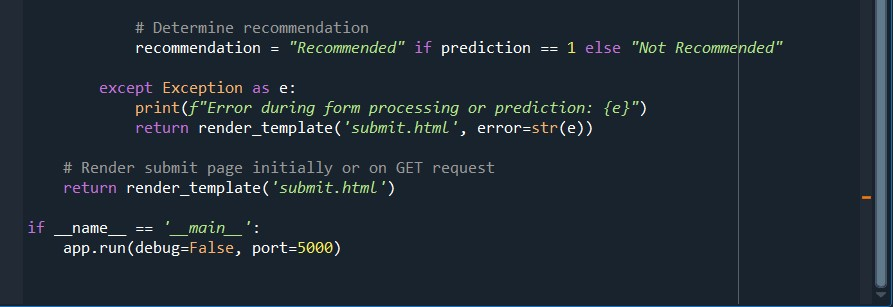 # Determine recommendation
recommendation = "Recommended" if prediction == 1 else "Not Recommended"
except Exception as e:
print(f"Error during form processing or prediction: {e}")
return render_template('submit.html', error=str(e))
# Render submit page initially or on GET request
return render_template('submit.html')
if __name__ == '__main__':
app.run(debug=False, port=5000)